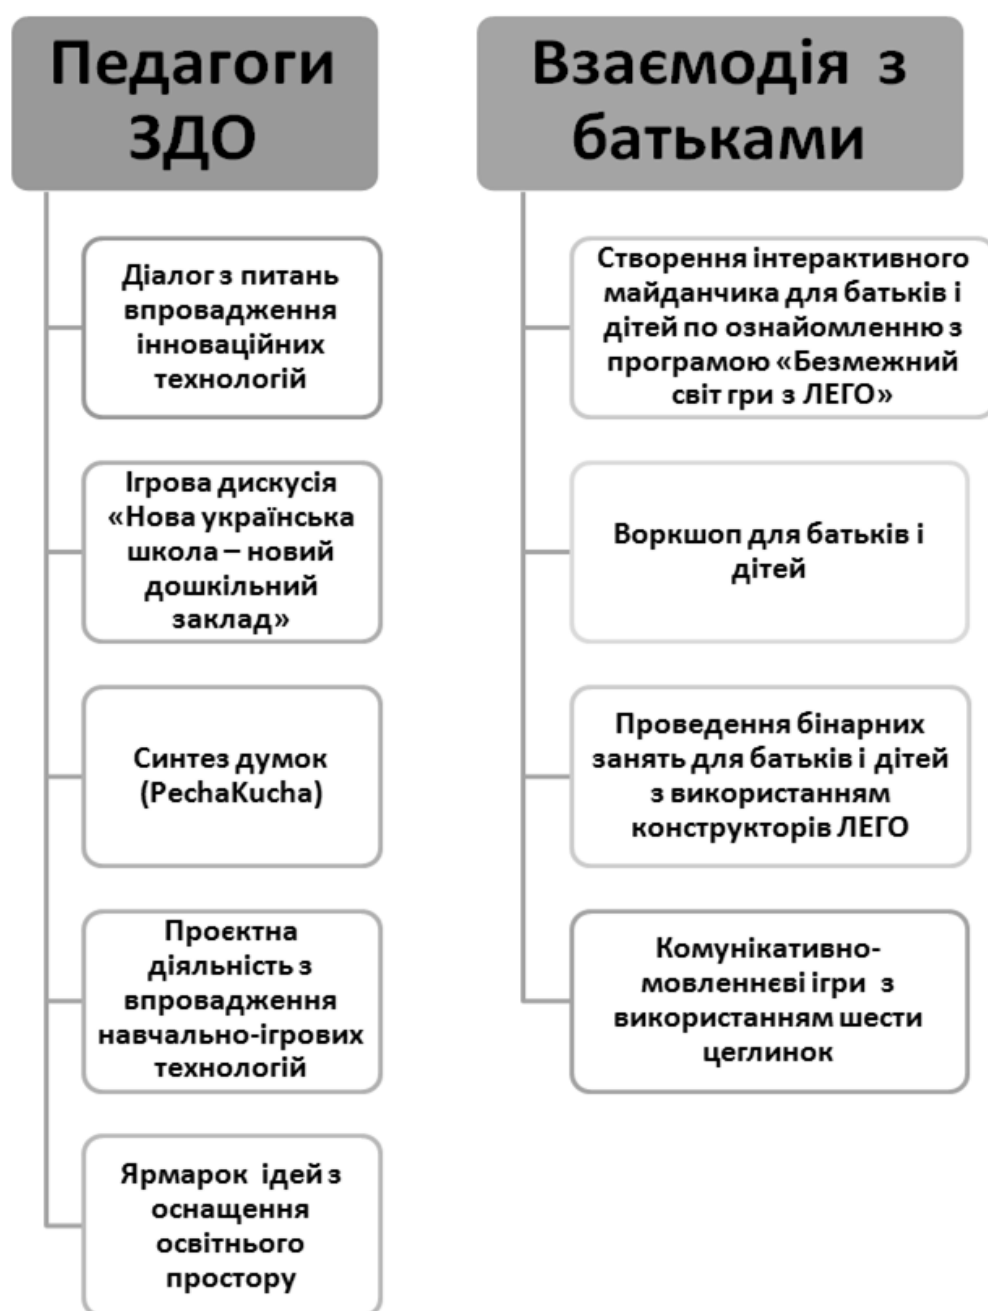 Педагоги
ЗДО
Діалог з питань
впровадження
інноваційних
технологій
Ігрова дискусія
«Нова українська
школа – новий
дошкільний
заклад»
Синтез думок
(PechaKucha)
Проєктна
діяльність з
впровадження
навчально-ігрових
технологій
Ярмарок ідей з
оснащення
освітнього
простору
Взаємодія з
батьками
Створення інтерактивного
майданчика для батьків і
дітей по ознайомленню з
програмою «Безмежний
світ гри з ЛЕГО»
Воркшоп для батьків і
дітей
Проведення бінарних
занять для батьків і дітей
з використанням
конструкторів ЛЕГО
Комунікативно-
мовленнєві ігри з
використанням шести
цеглинок